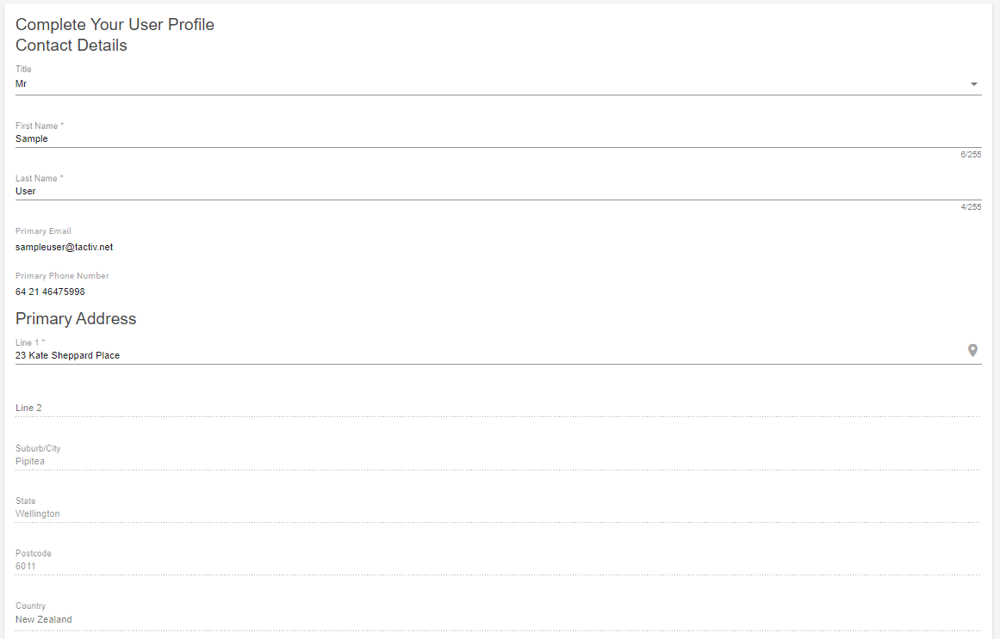 Complete Your User Profile
Contact Details
Title
Mr
First Name *
Sample
6/255
Last Name *
User
4/255
Primary Email
sampleuser@tactiv.net
Primary Phone Number
64 21 46475998
Primary Address
Line 1 *
23 Kate Sheppard Place
Line 2
Suburb/City
Pipitea
State
Wellington
Postcode
6011
Country
New Zealand